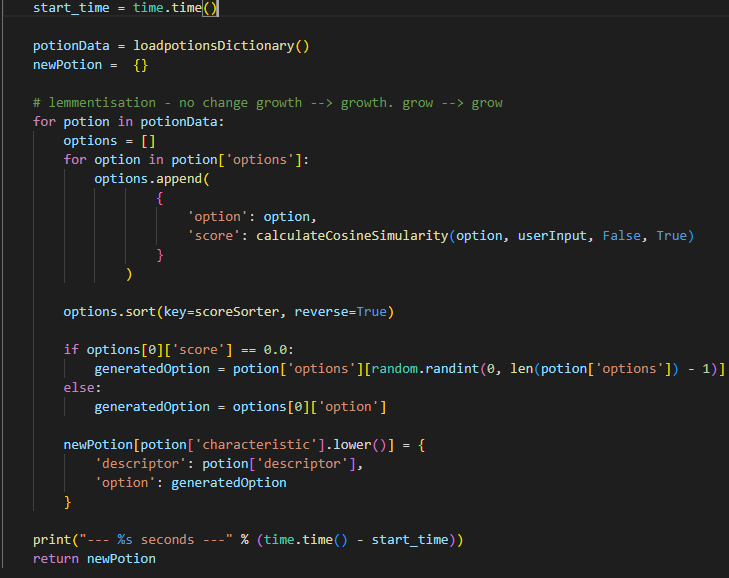 start_time = time.time()
potionData = loadpotionsDictionary()
newPotion =  {}
# lemmentisation - no change growth --> growth. grow --> grow
for potion in potionData:
    options = []
    for option in potion['options']:
        options.append(
                {
                    'option': option,
                    'score': calculateCosineSimularity(option, userInput, False, True)
                }
            )
    options.sort(key=scoreSorter, reverse=True)
    if options[0]['score'] == 0.0:
        generatedOption = potion['options'][random.randint(0, len(potion['options']) - 1)]
    else:
        generatedOption = options[0]['option']
    newPotion[potion['characteristic'].lower()] = {
        'descriptor': potion['descriptor'],
        'option': generatedOption
    }
print("--- %s seconds ---" % (time.time() - start_time))
return newPotion